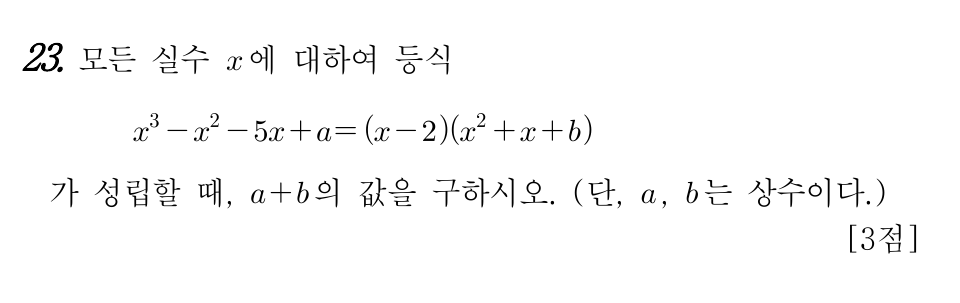 23. 모든 실수 x에 대하여 등식
x³−x²−5x+a=(x−2)(x²+x+b)
가 성립할 때, a+b의 값을 구하시오. (단, a, b는 상수이다.)
[3점]